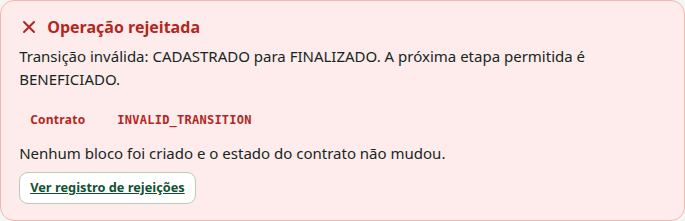 Operação rejeitada
Transição inválida: CADASTRADO para FINALIZADO. A próxima etapa permitida é
BENEFICIADO.
Contrato INVALID_TRANSITION
Nenhum bloco foi criado e o estado do contrato não mudou.
Ver registro de rejeições